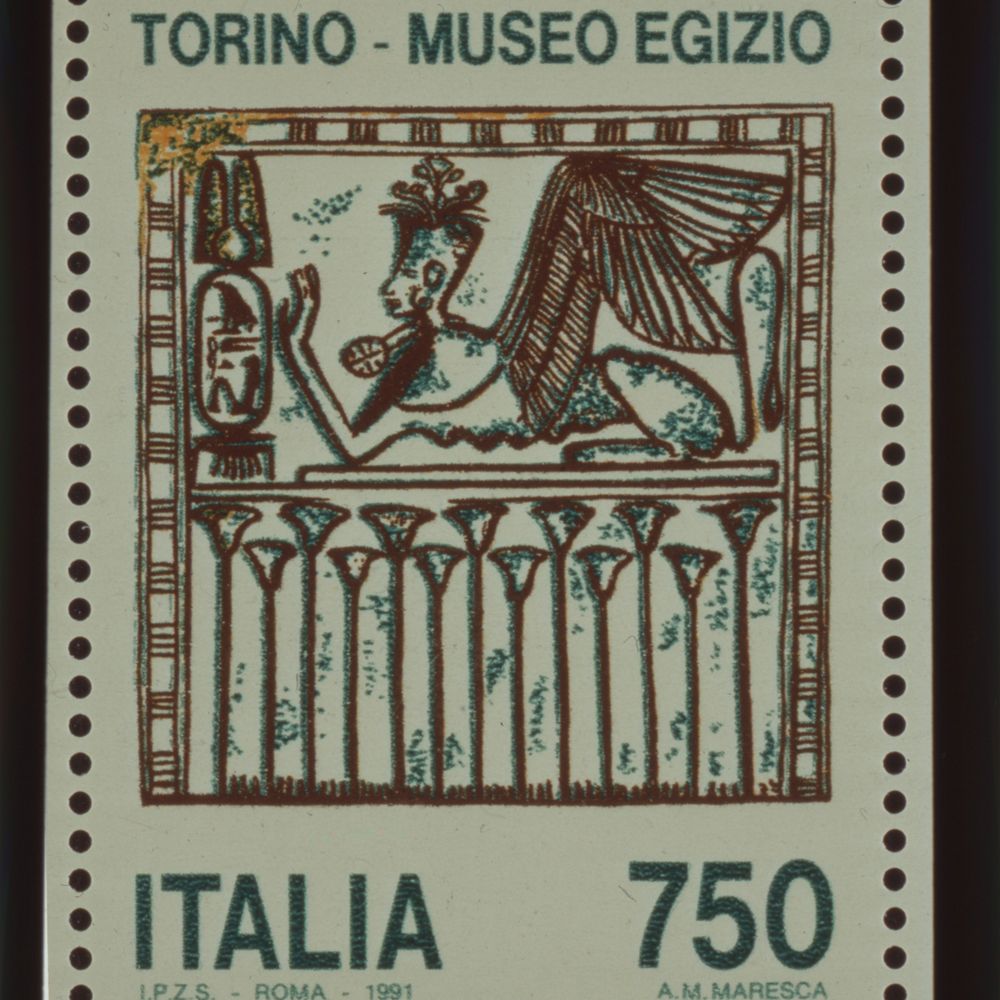 TORINO - MUSEO EGIZIO
ITALIA 750
I.P.Z.S. - ROMA - 1991 A.M. MARESCA